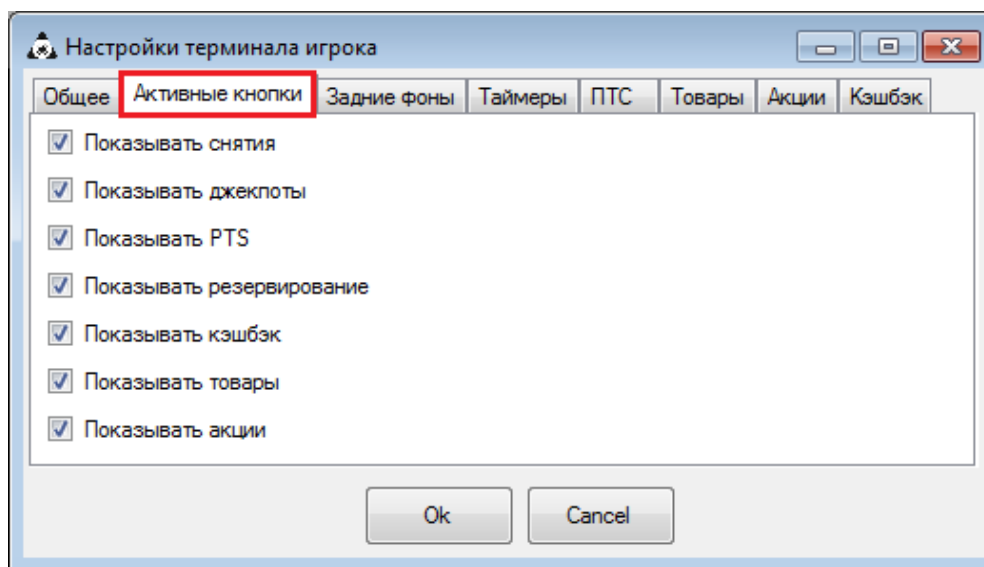 Настройки терминала игрока
Общее Активные кнопки Задние фоны Таймеры ПТС Товары Акции Кэшбэк
Показывать снятия
Показывать джекпоты
Показывать PTS
Показывать резервирование
Показывать кэшбэк
Показывать товары
Показывать акции
Ok Cancel